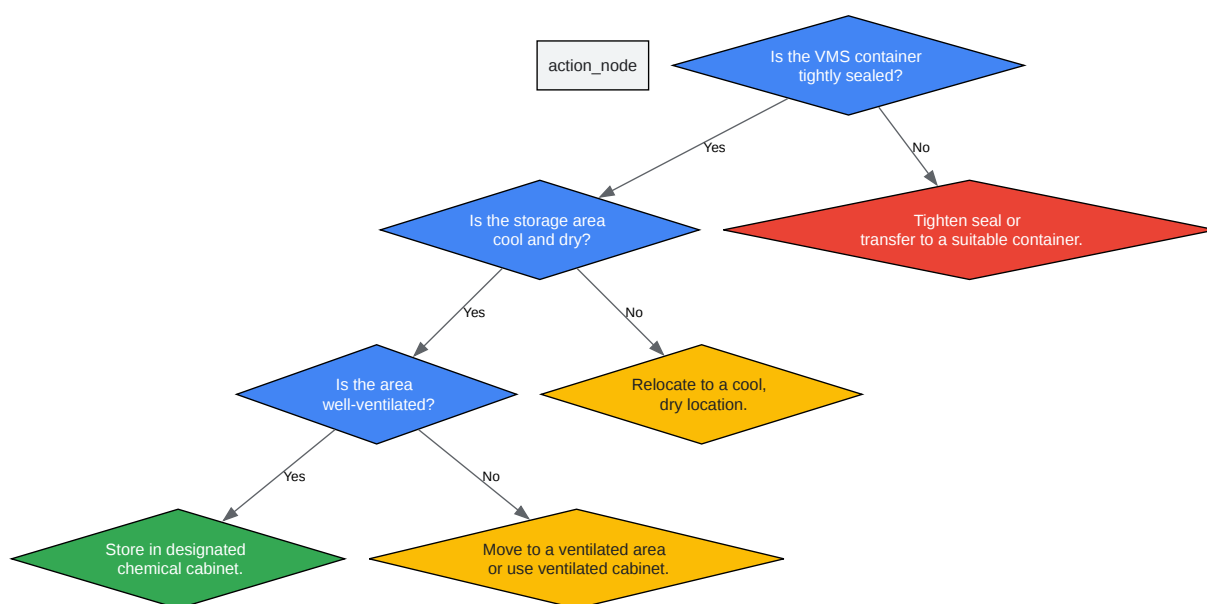 action_node
Is the VMS container
tightly sealed?
Yes
No
Is the storage area
cool and dry?
Tighten seal or
transfer to a suitable container.
Yes
No
Is the area
well-ventilated?
Relocate to a cool,
dry location.
Yes
No
Store in designated
chemical cabinet.
Move to a ventilated area
or use ventilated cabinet.